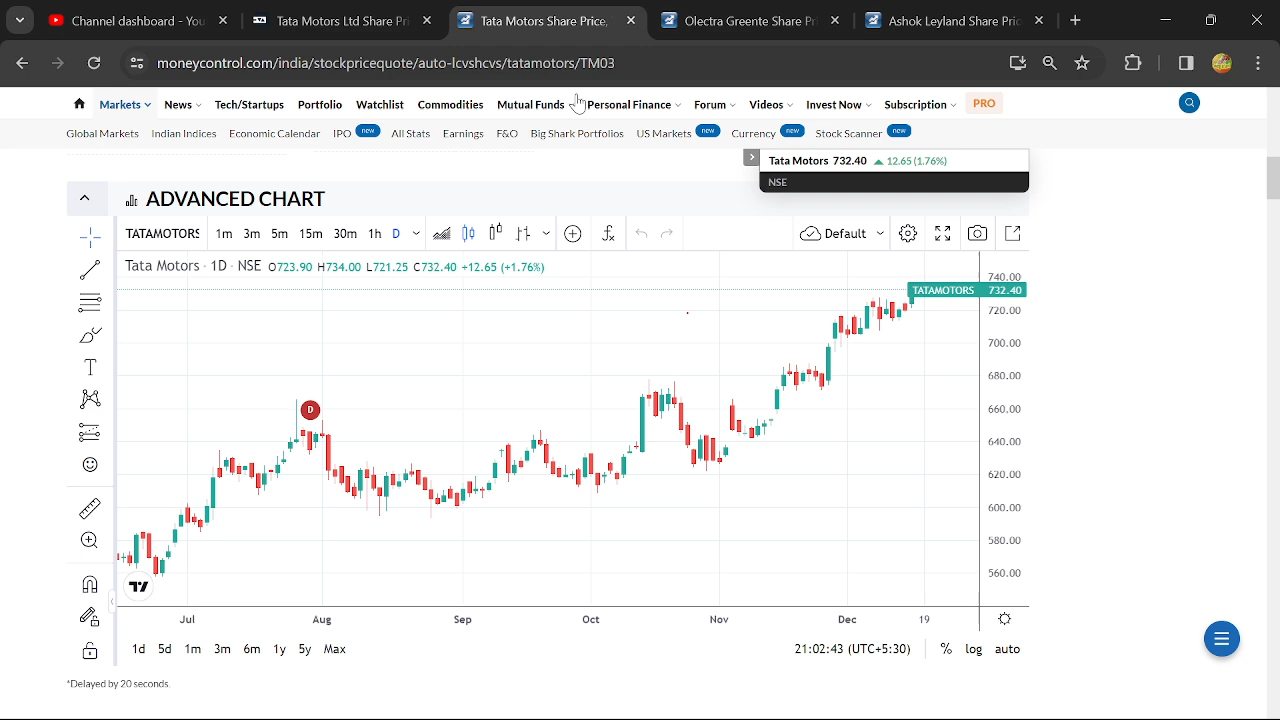 Channel dashboard - You
Tata Motors Ltd Share Pri
Tata Motors Share Price,
Olectra Greente Share Pr
Ashok Leyland Share Pric
moneycontrol.com/india/stockpricequote/auto-lcvshcvs/tatamotors/TM03
Markets News Tech/Startups Portfolio Watchlist Commodities Mutual Funds Personal Finance Forum Videos Invest Now Subscription PRO
Global Markets Indian Indices Economic Calendar IPO new All Stats Earnings F&O Big Shark Portfolios US Markets new Currency new Stock Scanner new
Tata Motors 732.40 12.65 (1.76%)
NSE
ADVANCED CHART
TATAMOTORS 1m 3m 5m 15m 30m 1h D Default
Tata Motors · 1D · NSE O723.90 H734.00 L721.25 C732.40 +12.65 (+1.76%)
740.00
TATAMOTORS 732.40
720.00
700.00
680.00
660.00
D
640.00
620.00
600.00
580.00
560.00
Jul Aug Sep Oct Nov Dec 19
1d 5d 1m 3m 6m 1y 5y Max 21:02:43 (UTC+5:30) % log auto
*Delayed by 20 seconds.